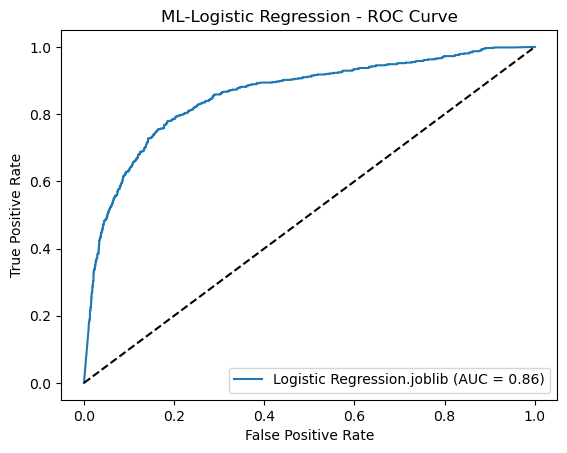 ML-Logistic Regression - ROC Curve
True Positive Rate
1.0
0.8
0.6
0.4
0.2
0.0
Logistic Regression.joblib (AUC = 0.86)
0.0 0.2 0.4 0.6 0.8 1.0
False Positive Rate